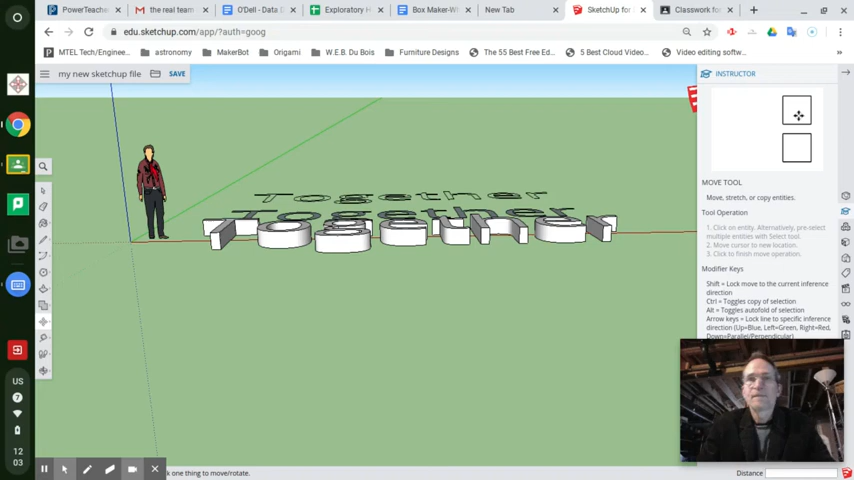 PowerTeacher
the real team
O'Dell - Data D
Exploratory H
Box Maker-Wh
New Tab
SketchUp for
Classwork for
edu.sketchup.com/app/?auth=goog
MTEL Tech/Enginee...
astronomy
MakerBot
Origami
W.E.B. Du Bois
Furniture Designs
The 55 Best Free Ed...
5 Best Cloud Video...
Video editing softw...
my new sketchup file
SAVE
INSTRUCTOR
Together
Together
MOVE TOOL
Move, stretch, or copy entities.
Tool Operation
1. Click on entity. Alternatively, pre-select
multiple entities with Select tool.
2. Move cursor to new location.
3. Click to finish move operation.
Modifier Keys
Shift = Lock move to the current inference
direction
Ctrl = Toggles copy of selection
Alt = Toggles autofold of selection
Arrow keys = Lock line to specific inference
direction (Up=Blue, Left=Green, Right=Red,
Down=Parallel/Perpendicular)
US
12
03
ck one thing to move/rotate.
Distance